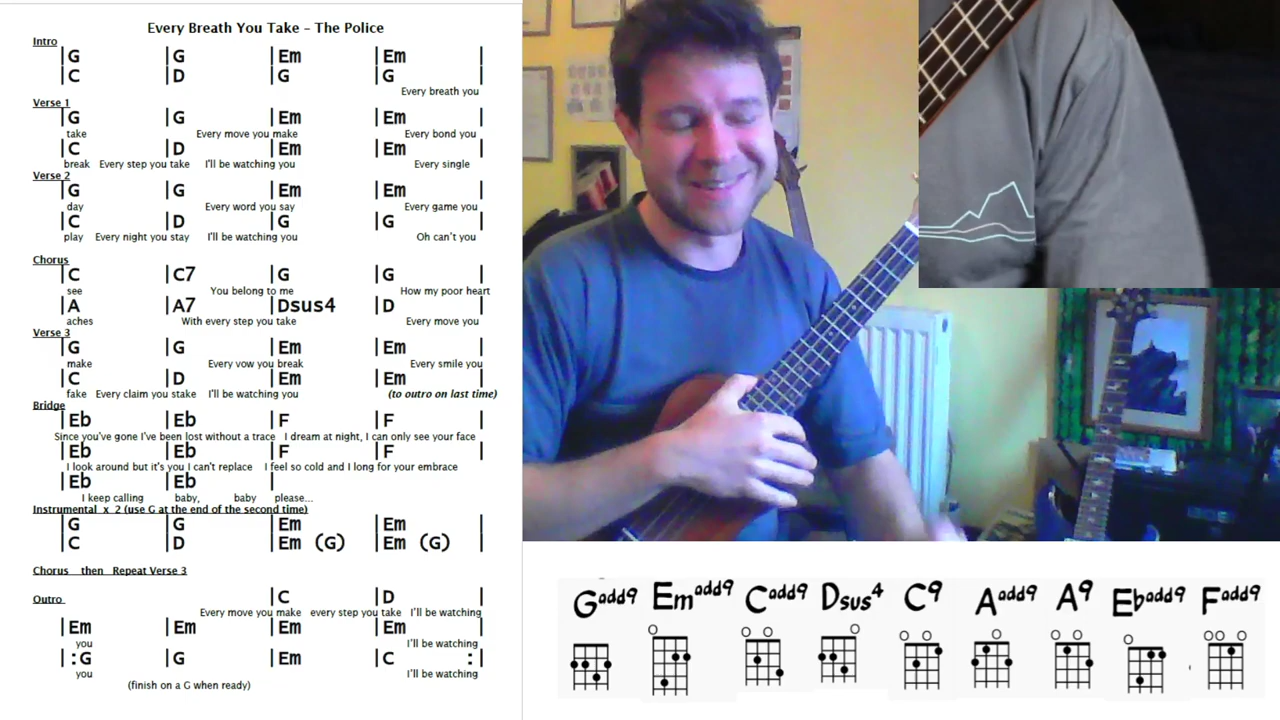 Every Breath You Take – The Police
Intro
|G |G |Em |Em |
|C |D |G |G |
Every breath you
Verse 1
|G |G |Em |Em |
take Every move you make Every bond you
|C |D |Em |Em |
break Every step you take I'll be watching you Every single
Verse 2
|G |G |Em |Em |
day Every word you say Every game you
|C |D |G |G |
play Every night you stay I'll be watching you Oh can't you
Chorus
|C |C7 |G |G |
see You belong to me How my poor heart
|A |A7 |Dsus4 |D |
aches With every step you take Every move you
Verse 3
|G |G |Em |Em |
make Every vow you break Every smile you
|C |D |Em |Em |
fake Every claim you stake I'll be watching you (to outro on last time)
Bridge
|Eb |Eb |F |F |
Since you've gone I've been lost without a trace I dream at night, I can only see your face
|Eb |Eb |F |F |
I look around but it's you I can't replace I feel so cold and I long for your embrace
|Eb |Eb |
I keep calling baby, baby please...
Instrumental x 2 (use G at the end of the second time)
|G |G |Em |Em |
|C |D |Em (G) |Em (G) |
Chorus then Repeat Verse 3
Outro |C |D |
Every move you make every step you take I'll be watching
|Em |Em |Em |Em |
you I'll be watching
|:G |G |Em |C :|
you I'll be watching
(finish on a G when ready)
Gadd9 Emadd9 Cadd9 Dsus4 C9 Aadd9 A9 Ebadd9 Fadd9